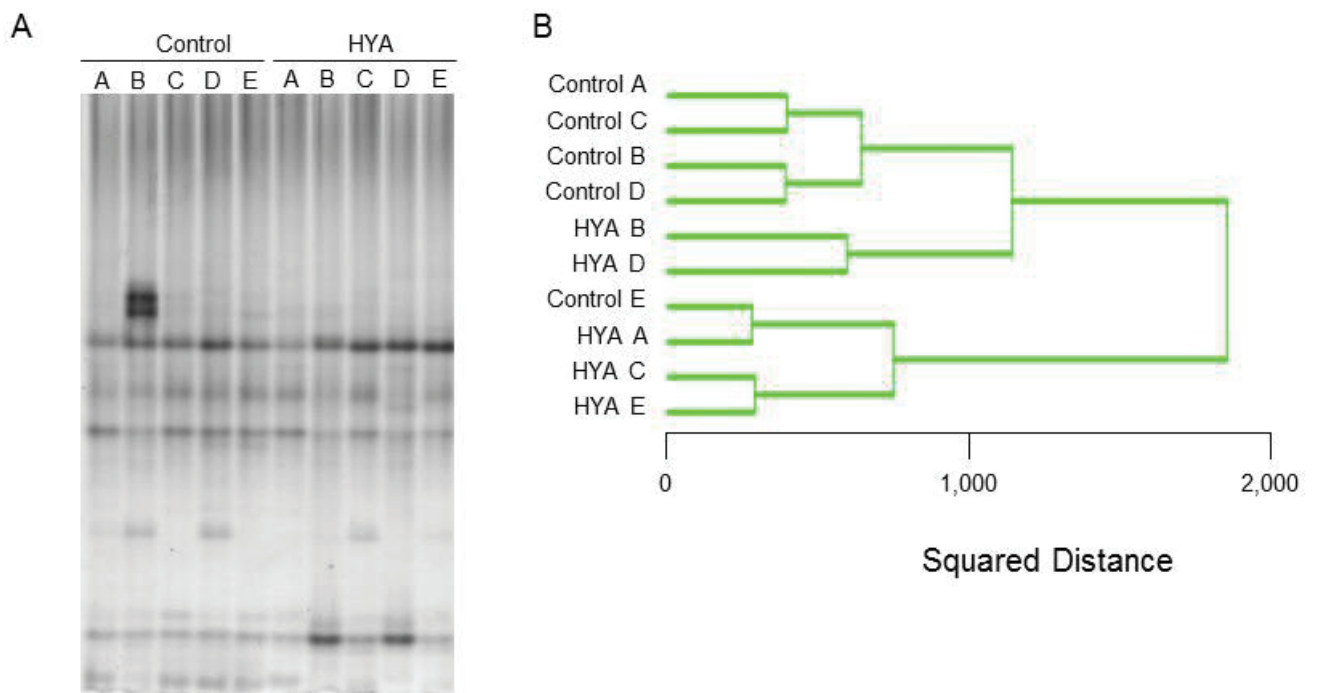 A
Control HYA
A B C D E A B C D E
B
Control A
Control C
Control B
Control D
HYA B
HYA D
Control E
HYA A
HYA C
HYA E
0 1,000 2,000
Squared Distance